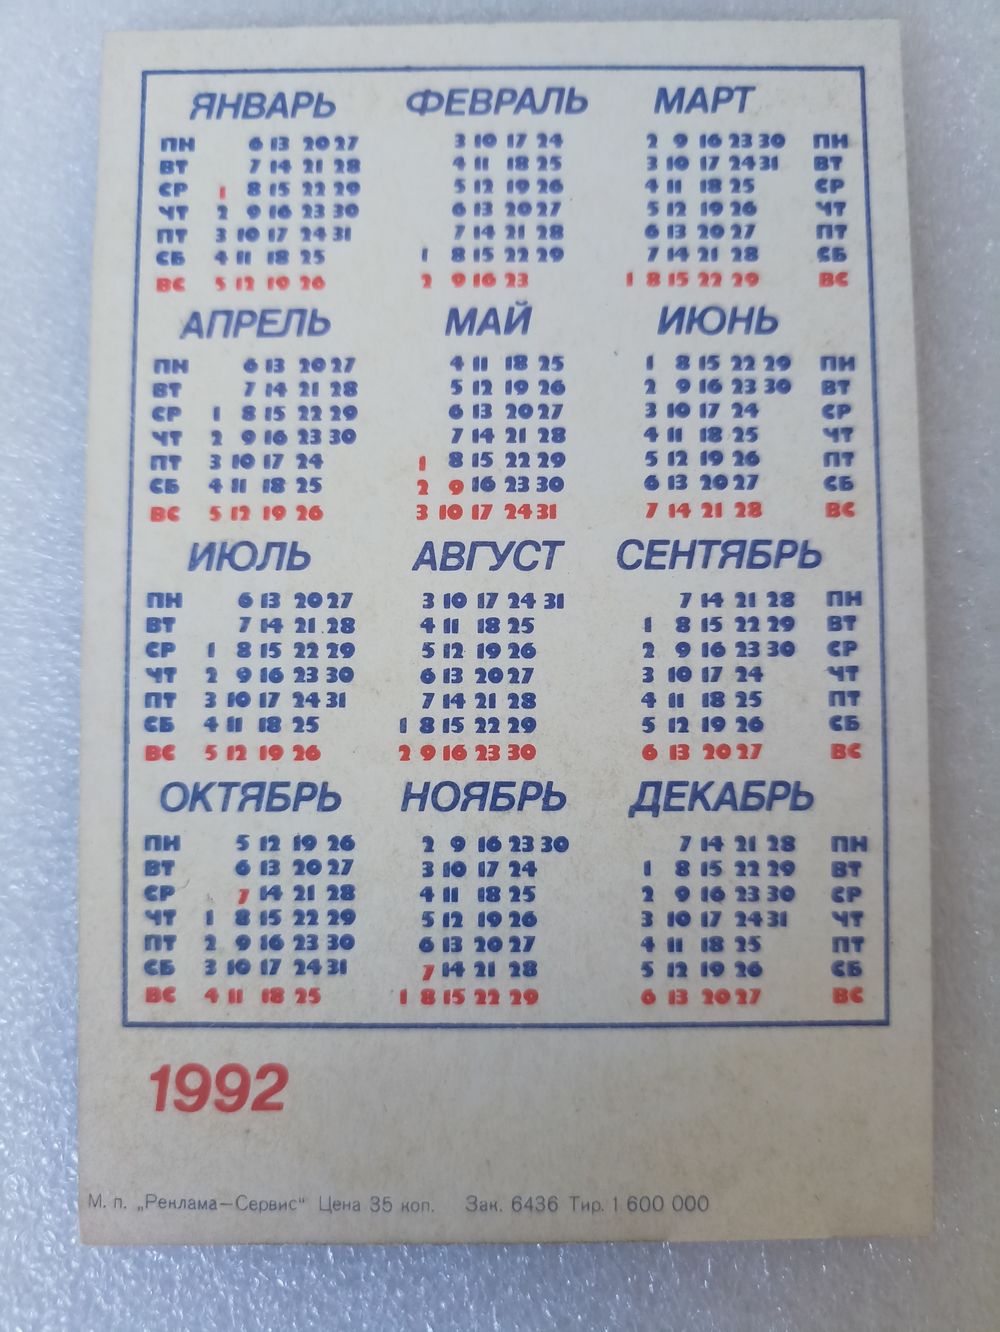 ЯНВАРЬ ФЕВРАЛЬ МАРТ
ПН 6 13 20 27 3 10 17 24 2 9 16 23 30 ПН
ВТ 7 14 21 28 4 11 18 25 3 10 17 24 31 ВТ
СР 1 8 15 22 29 5 12 19 26 4 11 18 25 СР
ЧТ 2 9 16 23 30 6 13 20 27 5 12 19 26 ЧТ
ПТ 3 10 17 24 31 7 14 21 28 6 13 20 27 ПТ
СБ 4 11 18 25 1 8 15 22 29 7 14 21 28 СБ
ВС 5 12 19 26 2 9 16 23 1 8 15 22 29 ВС
АПРЕЛЬ МАЙ ИЮНЬ
ПН 6 13 20 27 4 11 18 25 1 8 15 22 29 ПН
ВТ 7 14 21 28 5 12 19 26 2 9 16 23 30 ВТ
СР 1 8 15 22 29 6 13 20 27 3 10 17 24 СР
ЧТ 2 9 16 23 30 7 14 21 28 4 11 18 25 ЧТ
ПТ 3 10 17 24 1 8 15 22 29 5 12 19 26 ПТ
СБ 4 11 18 25 2 9 16 23 30 6 13 20 27 СБ
ВС 5 12 19 26 3 10 17 24 31 7 14 21 28 ВС
ИЮЛЬ АВГУСТ СЕНТЯБРЬ
ПН 6 13 20 27 3 10 17 24 31 7 14 21 28 ПН
ВТ 7 14 21 28 4 11 18 25 1 8 15 22 29 ВТ
СР 1 8 15 22 29 5 12 19 26 2 9 16 23 30 СР
ЧТ 2 9 16 23 30 6 13 20 27 3 10 17 24 ЧТ
ПТ 3 10 17 24 31 7 14 21 28 4 11 18 25 ПТ
СБ 4 11 18 25 1 8 15 22 29 5 12 19 26 СБ
ВС 5 12 19 26 2 9 16 23 30 6 13 20 27 ВС
ОКТЯБРЬ НОЯБРЬ ДЕКАБРЬ
ПН 5 12 19 26 2 9 16 23 30 7 14 21 28 ПН
ВТ 6 13 20 27 3 10 17 24 1 8 15 22 29 ВТ
СР 7 14 21 28 4 11 18 25 2 9 16 23 30 СР
ЧТ 1 8 15 22 29 5 12 19 26 3 10 17 24 31 ЧТ
ПТ 2 9 16 23 30 6 13 20 27 4 11 18 25 ПТ
СБ 3 10 17 24 31 7 14 21 28 5 12 19 26 СБ
ВС 4 11 18 25 1 8 15 22 29 6 13 20 27 ВС
1992
М. п. „Реклама—Сервис“ Цена 35 коп. Зак. 6436 Тир. 1 600 000